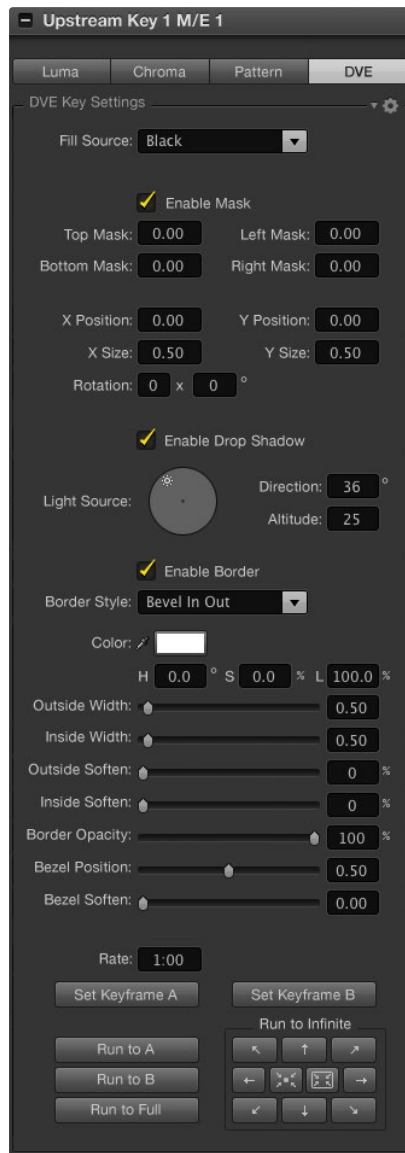 Upstream Key 1 M/E 1
Luma Chroma Pattern DVE
DVE Key Settings
Fill Source: Black
Enable Mask
Top Mask: 0.00 Left Mask: 0.00
Bottom Mask: 0.00 Right Mask: 0.00
X Position: 0.00 Y Position: 0.00
X Size: 0.50 Y Size: 0.50
Rotation: 0 x 0 °
Enable Drop Shadow
Light Source:
Direction: 36 °
Altitude: 25
Enable Border
Border Style: Bevel In Out
Color:
H 0.0 ° S 0.0 % L 100.0 %
Outside Width: 0.50
Inside Width: 0.50
Outside Soften: 0 %
Inside Soften: 0 %
Border Opacity: 100 %
Bezel Position: 0.50
Bezel Soften: 0.00
Rate: 1:00
Set Keyframe A Set Keyframe B
Run to Infinite
Run to A
Run to B
Run to Full